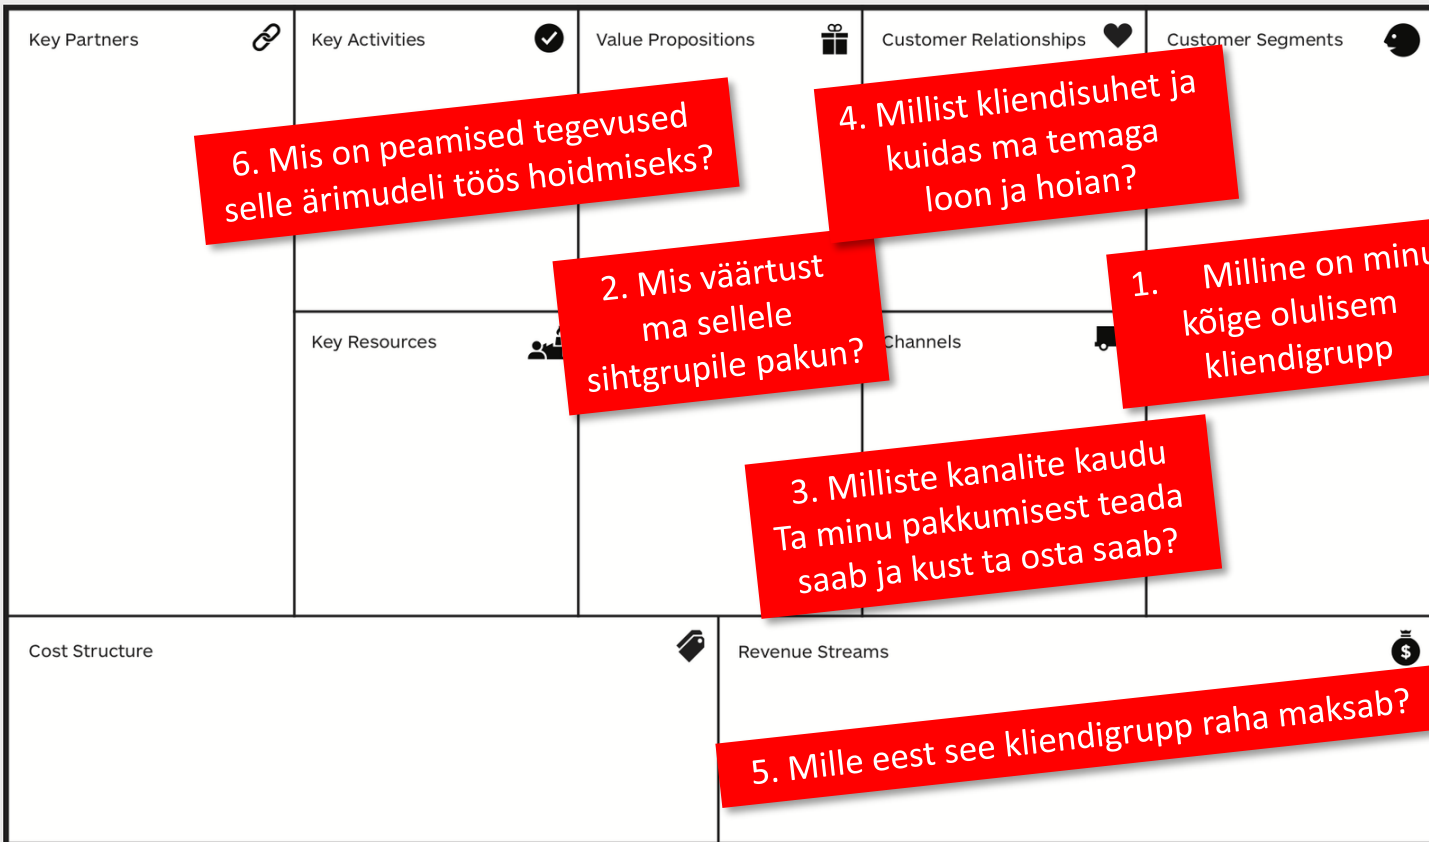 Key Partners
Key Activities
Value Propositions
Customer Relationships
Customer Segments
6. Mis on peamised tegevused
selle ärimudeli töös hoidmiseks?
4. Millist kliendisuhet ja
kuidas ma temaga
loon ja hoian?
2. Mis väärtust
ma sellele
sihtgrupile pakun?
1. Milline on minu
kõige olulisem
kliendigrupp
Key Resources
Channels
3. Milliste kanalite kaudu
Ta minu pakkumisest teada
saab ja kust ta osta saab?
Cost Structure
Revenue Streams
$
5. Mille eest see kliendigrupp raha maksab?